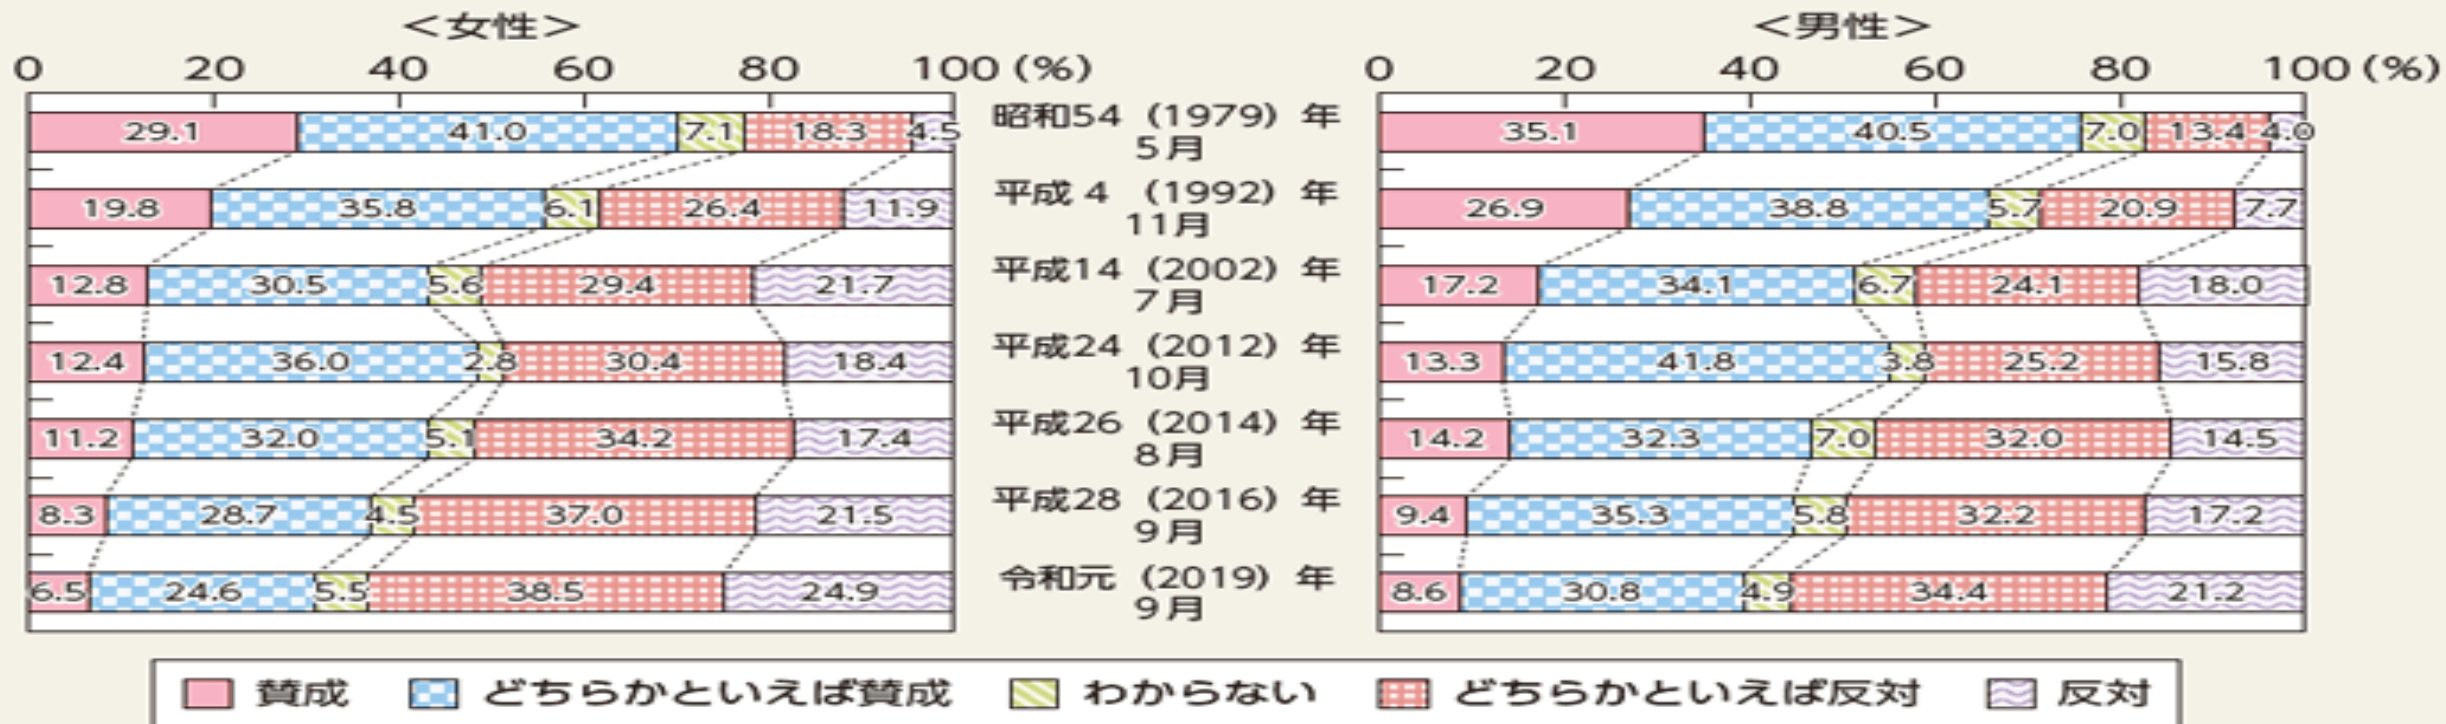 ＜女性＞
0 20 40 60 80 100 (%)
29.1 41.0 7.1 18.3 4.5
19.8 35.8 6.1 26.4 11.9
12.8 30.5 5.6 29.4 21.7
12.4 36.0 2.8 30.4 18.4
11.2 32.0 5.1 34.2 17.4
8.3 28.7 4.5 37.0 21.5
6.5 24.6 5.5 38.5 24.9
昭和54（1979）年
5月
平成4（1992）年
11月
平成14（2002）年
7月
平成24（2012）年
10月
平成26（2014）年
8月
平成28（2016）年
9月
令和元（2019）年
9月
＜男性＞
0 20 40 60 80 100 (%)
35.1 40.5 7.0 13.4 4.0
26.9 38.8 5.7 20.9 7.7
17.2 34.1 6.7 24.1 18.0
13.3 41.8 3.8 25.2 15.8
14.2 32.3 7.0 32.0 14.5
9.4 35.3 5.8 32.2 17.2
8.6 30.8 4.9 34.4 21.2
賛成 どちらかといえば賛成 わからない どちらかといえば反対 反対